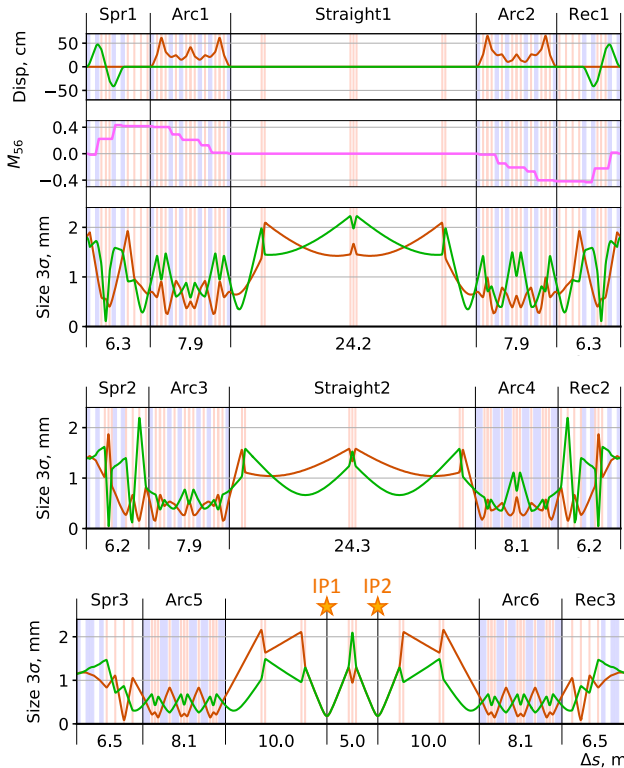 Spr1 Arc1 Straight1 Arc2 Rec1
Disp, cm
50
0
−50
M56
0.4
0.0
−0.4
Size 3σ, mm
2
1
0
6.3 7.9 24.2 7.9 6.3
Spr2 Arc3 Straight2 Arc4 Rec2
Size 3σ, mm
2
1
0
6.2 7.9 24.3 8.1 6.2
IP1 IP2
Spr3 Arc5 Arc6 Rec3
Size 3σ, mm
2
1
0
6.5 8.1 10.0 5.0 10.0 8.1 6.5
Δs, m